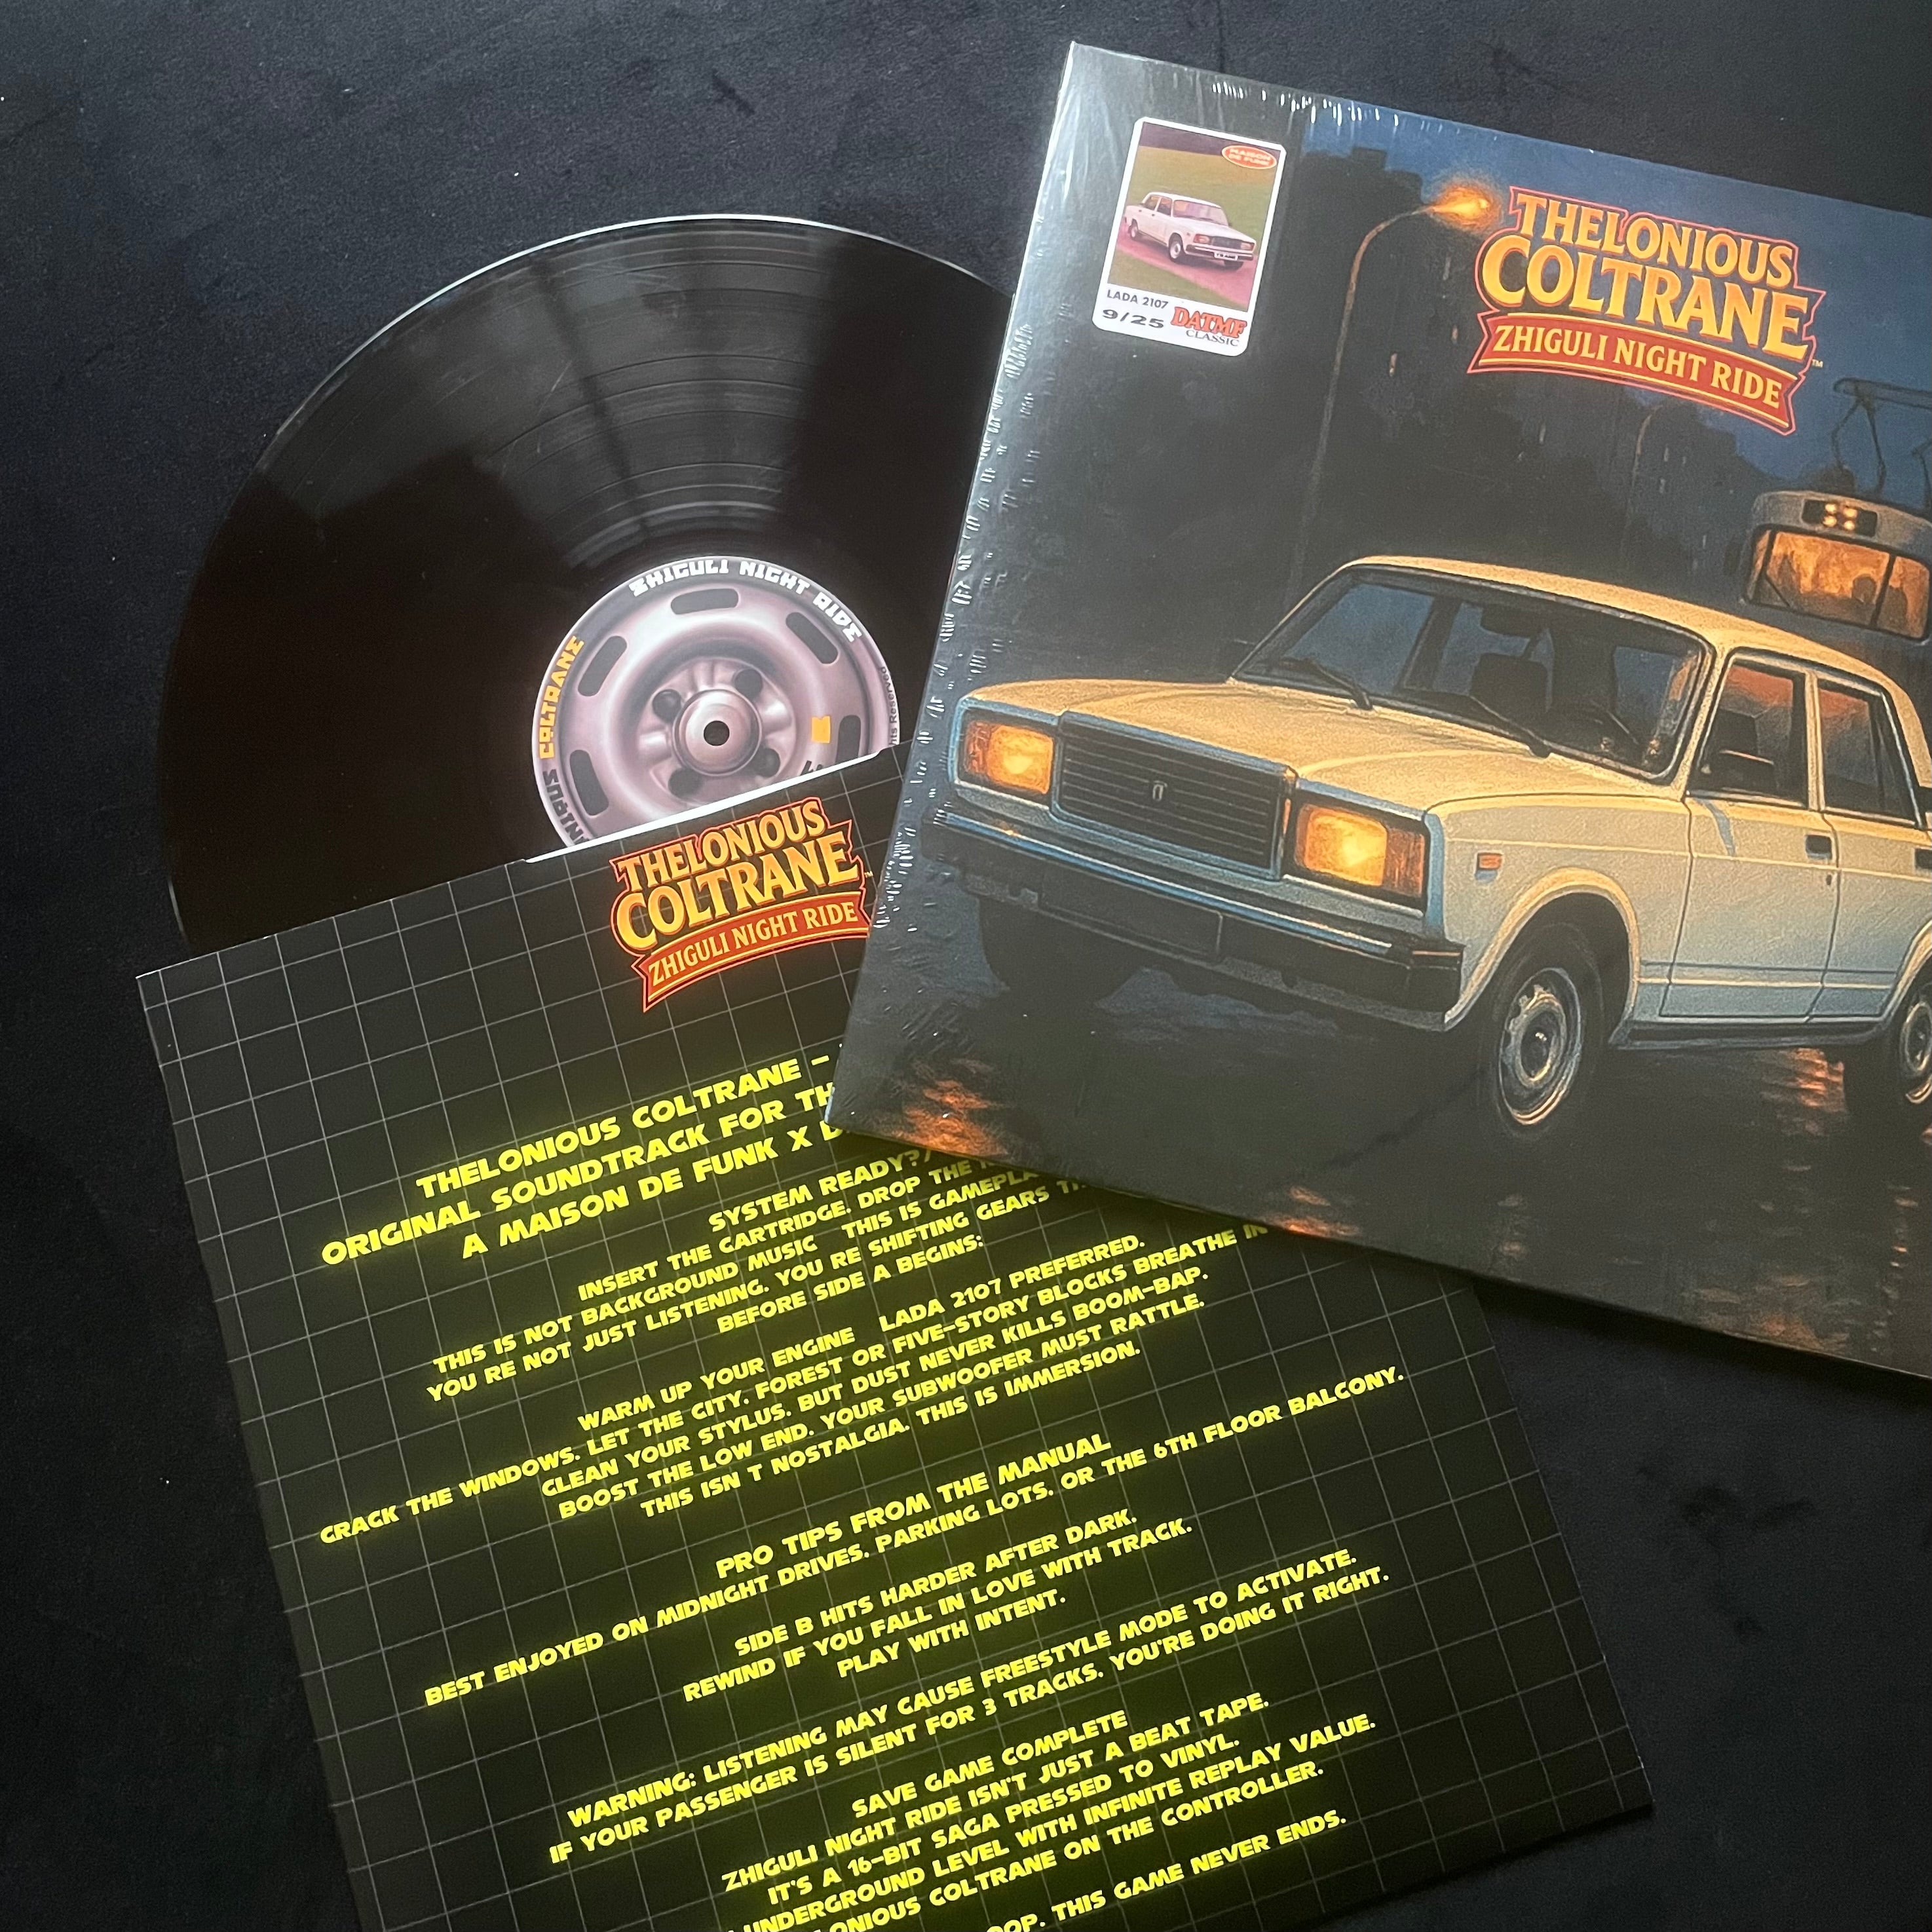 MAISON
DE FUNK
LADA 2107
9/25 DATMF
CLASSIC
THELONIOUS
COLTRANE
™
ZHIGULI NIGHT RIDE
ZHIGULI NIGHT RIDE
COLTRANE
THELONIOUS
COLTRANE
™
ZHIGULI NIGHT RIDE
THELONIOUS COLTRANE –
ORIGINAL SOUNDTRACK FOR
A MAISON DE FUNK X
SYSTEM READY?
INSERT THE CARTRIDGE. DROP THE
THIS IS NOT BACKGROUND MUSIC THIS IS
YOU RE NOT JUST LISTENING. YOU RE SHIFTING GEARS
BEFORE SIDE A BEGINS:
WARM UP YOUR ENGINE LADA 2107 PREFERRED.
CRACK THE WINDOWS. LET THE CITY, FOREST OR FIVE-STORY BLOCKS BREATHE IN
CLEAN YOUR STYLUS. BUT DUST NEVER KILLS BOOM-BAP.
BOOST THE LOW END. YOUR SUBWOOFER MUST RATTLE.
THIS ISN T NOSTALGIA. THIS IS IMMERSION.
PRO TIPS FROM THE MANUAL
BEST ENJOYED ON MIDNIGHT DRIVES, PARKING LOTS, OR THE 6TH FLOOR BALCONY.
SIDE B HITS HARDER AFTER DARK.
REWIND IF YOU FALL IN LOVE WITH TRACK.
PLAY WITH INTENT.
WARNING: LISTENING MAY CAUSE FREESTYLE MODE TO ACTIVATE.
IF YOUR PASSENGER IS SILENT FOR 3 TRACKS, YOU'RE DOING IT RIGHT.
SAVE GAME COMPLETE
ZHIGULI NIGHT RIDE ISN'T JUST A BEAT TAPE.
IT'S A 16-BIT SAGA PRESSED TO VINYL.
UNDERGROUND LEVEL WITH INFINITE REPLAY VALUE.
COLTRANE ON THE CONTROLLER.
THIS GAME NEVER ENDS.